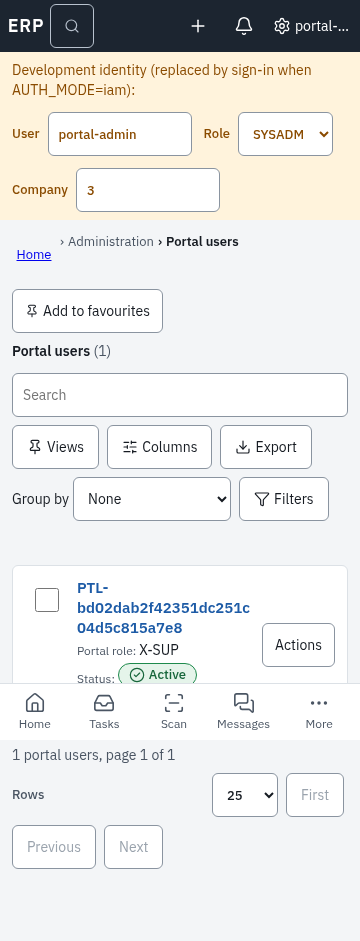 ERP
portal-...
Development identity (replaced by sign-in when
AUTH_MODE=iam):
User portal-admin Role SYSADM
Company 3
Home › Administration › Portal users
Add to favourites
Portal users (1)
Search
Views Columns Export
Group by None Filters
PTL-
bd02dab2f42351dc251c
04d5c815a7e8
Portal role: X-SUP
Actions
Status: Active
Home Tasks Scan Messages More
1 portal users, page 1 of 1
Rows 25 First
Previous Next